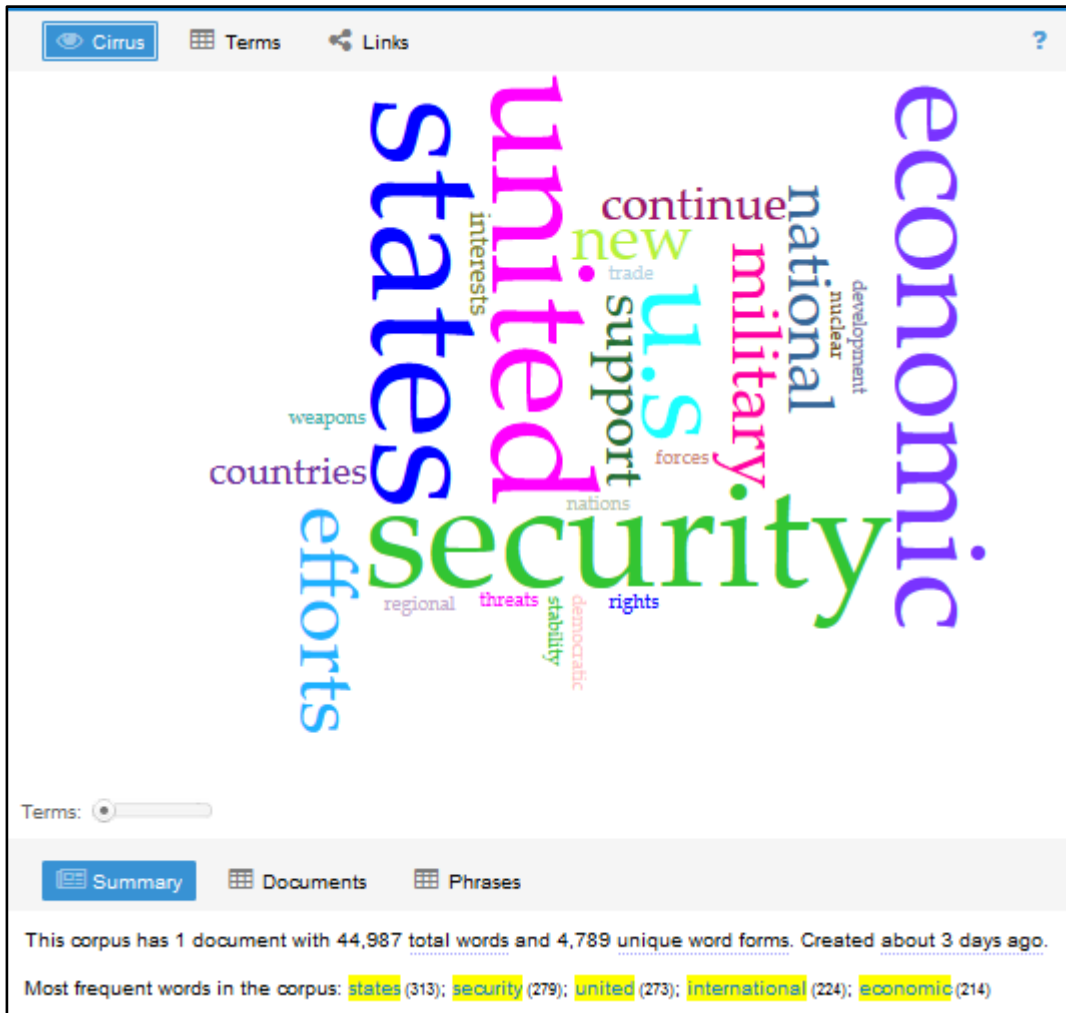 Cirrus Terms Links ?
states
united
economic
continue
national
interests
new
trade
military
development
nuclear
u.s
support
weapons
forces
countries
nations
security
efforts
regional
threats
stability
democratic
rights
Terms:
Summary Documents Phrases
This corpus has 1 document with 44,987 total words and 4,789 unique word forms. Created about 3 days ago.
Most frequent words in the corpus: states (313); security (279); united (273); international (224); economic (214)